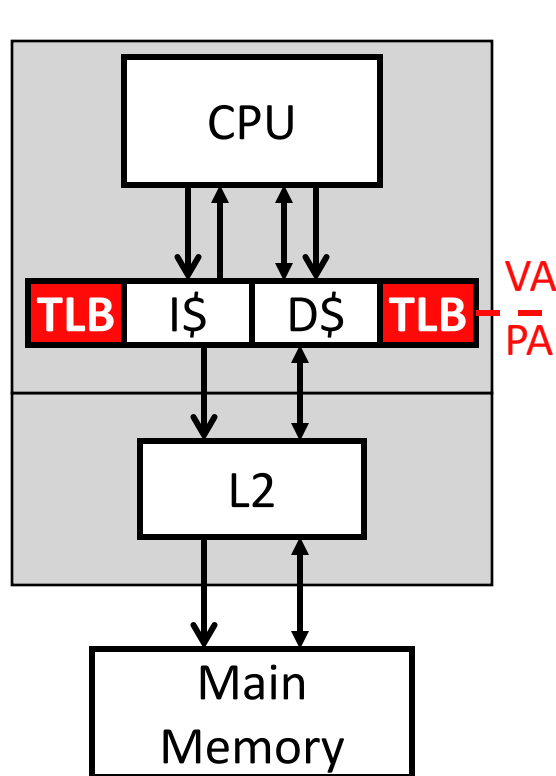 CPU
VA
TLB I$ D$ TLB
PA
L2
Main
Memory